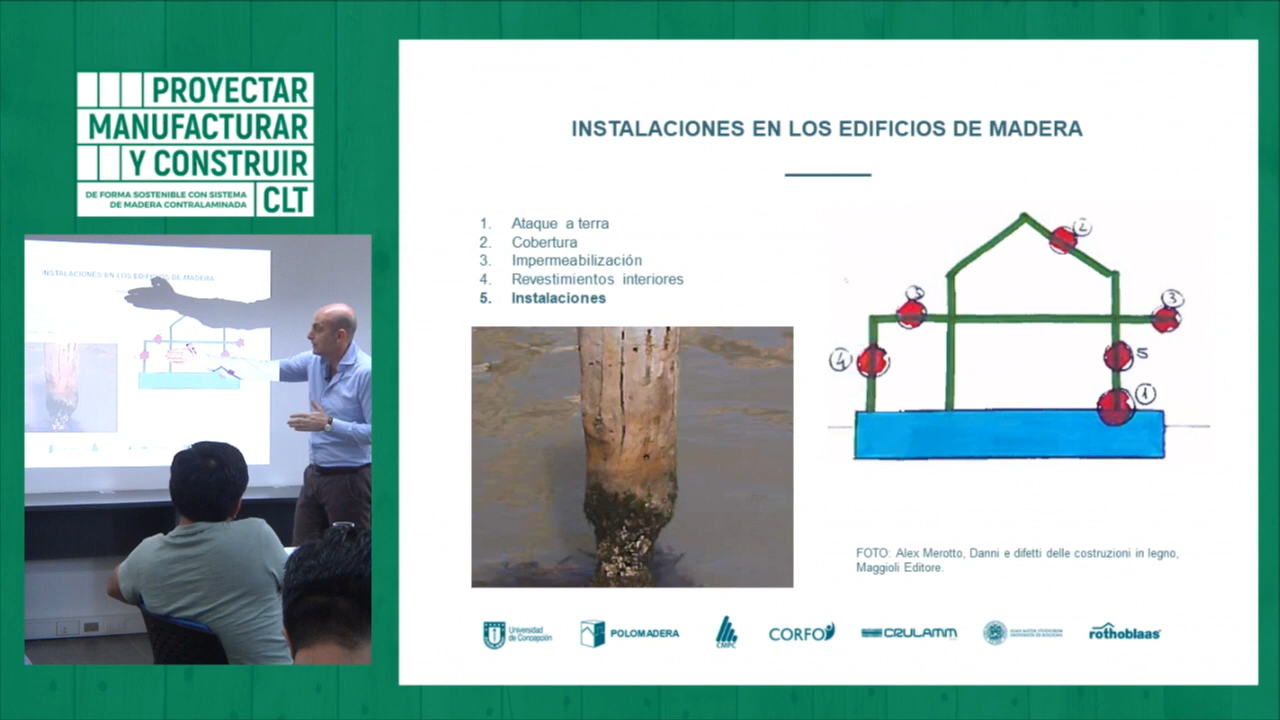 PROYECTAR
MANUFACTURAR
Y CONSTRUIR
DE FORMA SOSTENIBLE CON SISTEMA
DE MADERA CONTRALAMINADA
CLT
INSTALACIONES EN LOS EDIFICIOS DE MADERA
INSTALACIONES EN LOS EDIFICIOS DE MADERA
1. Ataque a terra
2. Cobertura
3. Impermeabilización
4. Revestimientos interiores
5. Instalaciones
2
3
4
5
1
FOTO: Alex Merotto, Danni e difetti delle costruzioni in legno,
Maggioli Editore.
Universidad
de Concepción
POLOMADERA
CMPC
CORFO
CRULAMM
rothoblaas